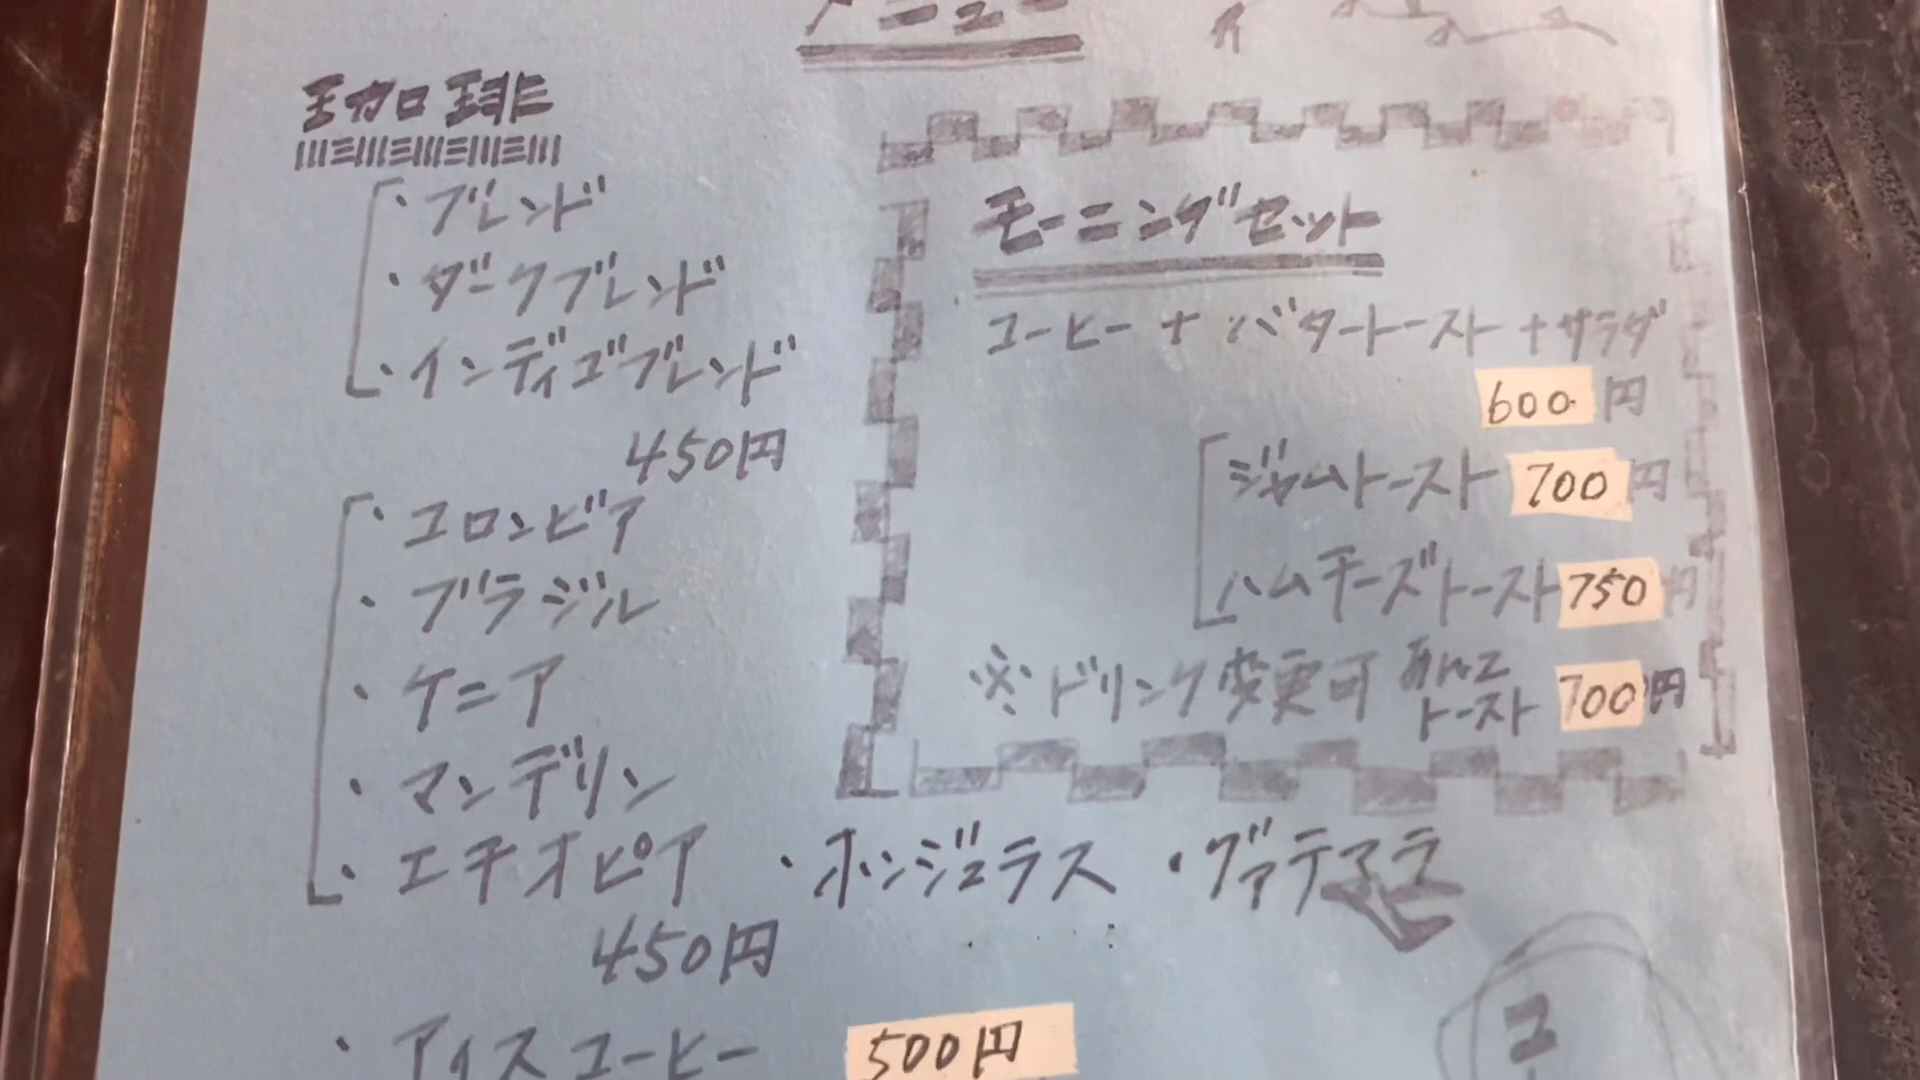 メニュー
珈琲
・ブレンド
・ダークブレンド
・インディゴブレンド
450円
・コロンビア
・ブラジル
・ケニア
・マンデリン
・エチオピア ・ホンジュラス ・グァテマラ
450円
・アイスコーヒー 500円
モーニングセット
コーヒー+バタートースト+サラダ
600円
ジャムトースト 700円
ハムチーズトースト 750円
※ドリンク変更可
あんこ
トースト 700円
コ